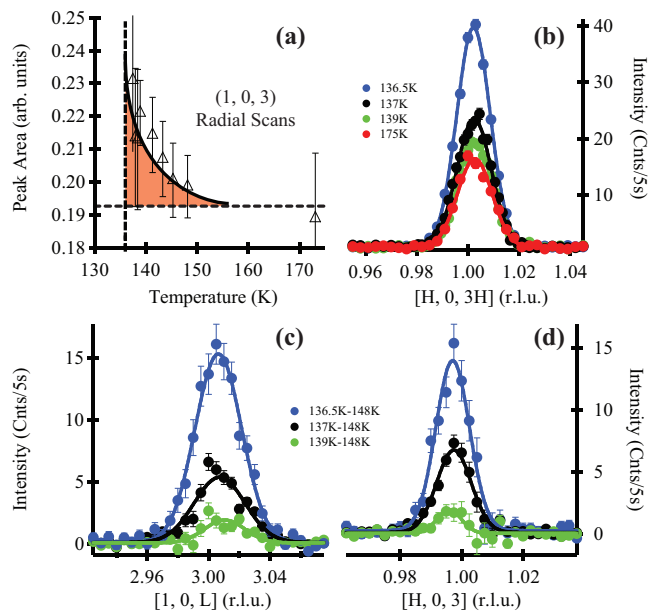 (a)
Peak Area (arb. units)
0.25
0.24
0.23
0.22
0.21
0.20
0.19
0.18
(1, 0, 3)
Radial Scans
130
140
150
160
170
Temperature (K)
(b)
136.5K
137K
139K
175K
40
30
20
10
Intensity (Cnts/5s)
0.96
0.98
1.00
1.02
1.04
[H, 0, 3H] (r.l.u.)
(c)
Intensity (Cnts/5s)
15
10
5
0
136.5K-148K
137K-148K
139K-148K
2.96
3.00
3.04
[1, 0, L] (r.l.u.)
(d)
15
10
5
0
Intensity (Cnts/5s)
0.98
1.00
1.02
[H, 0, 3] (r.l.u.)